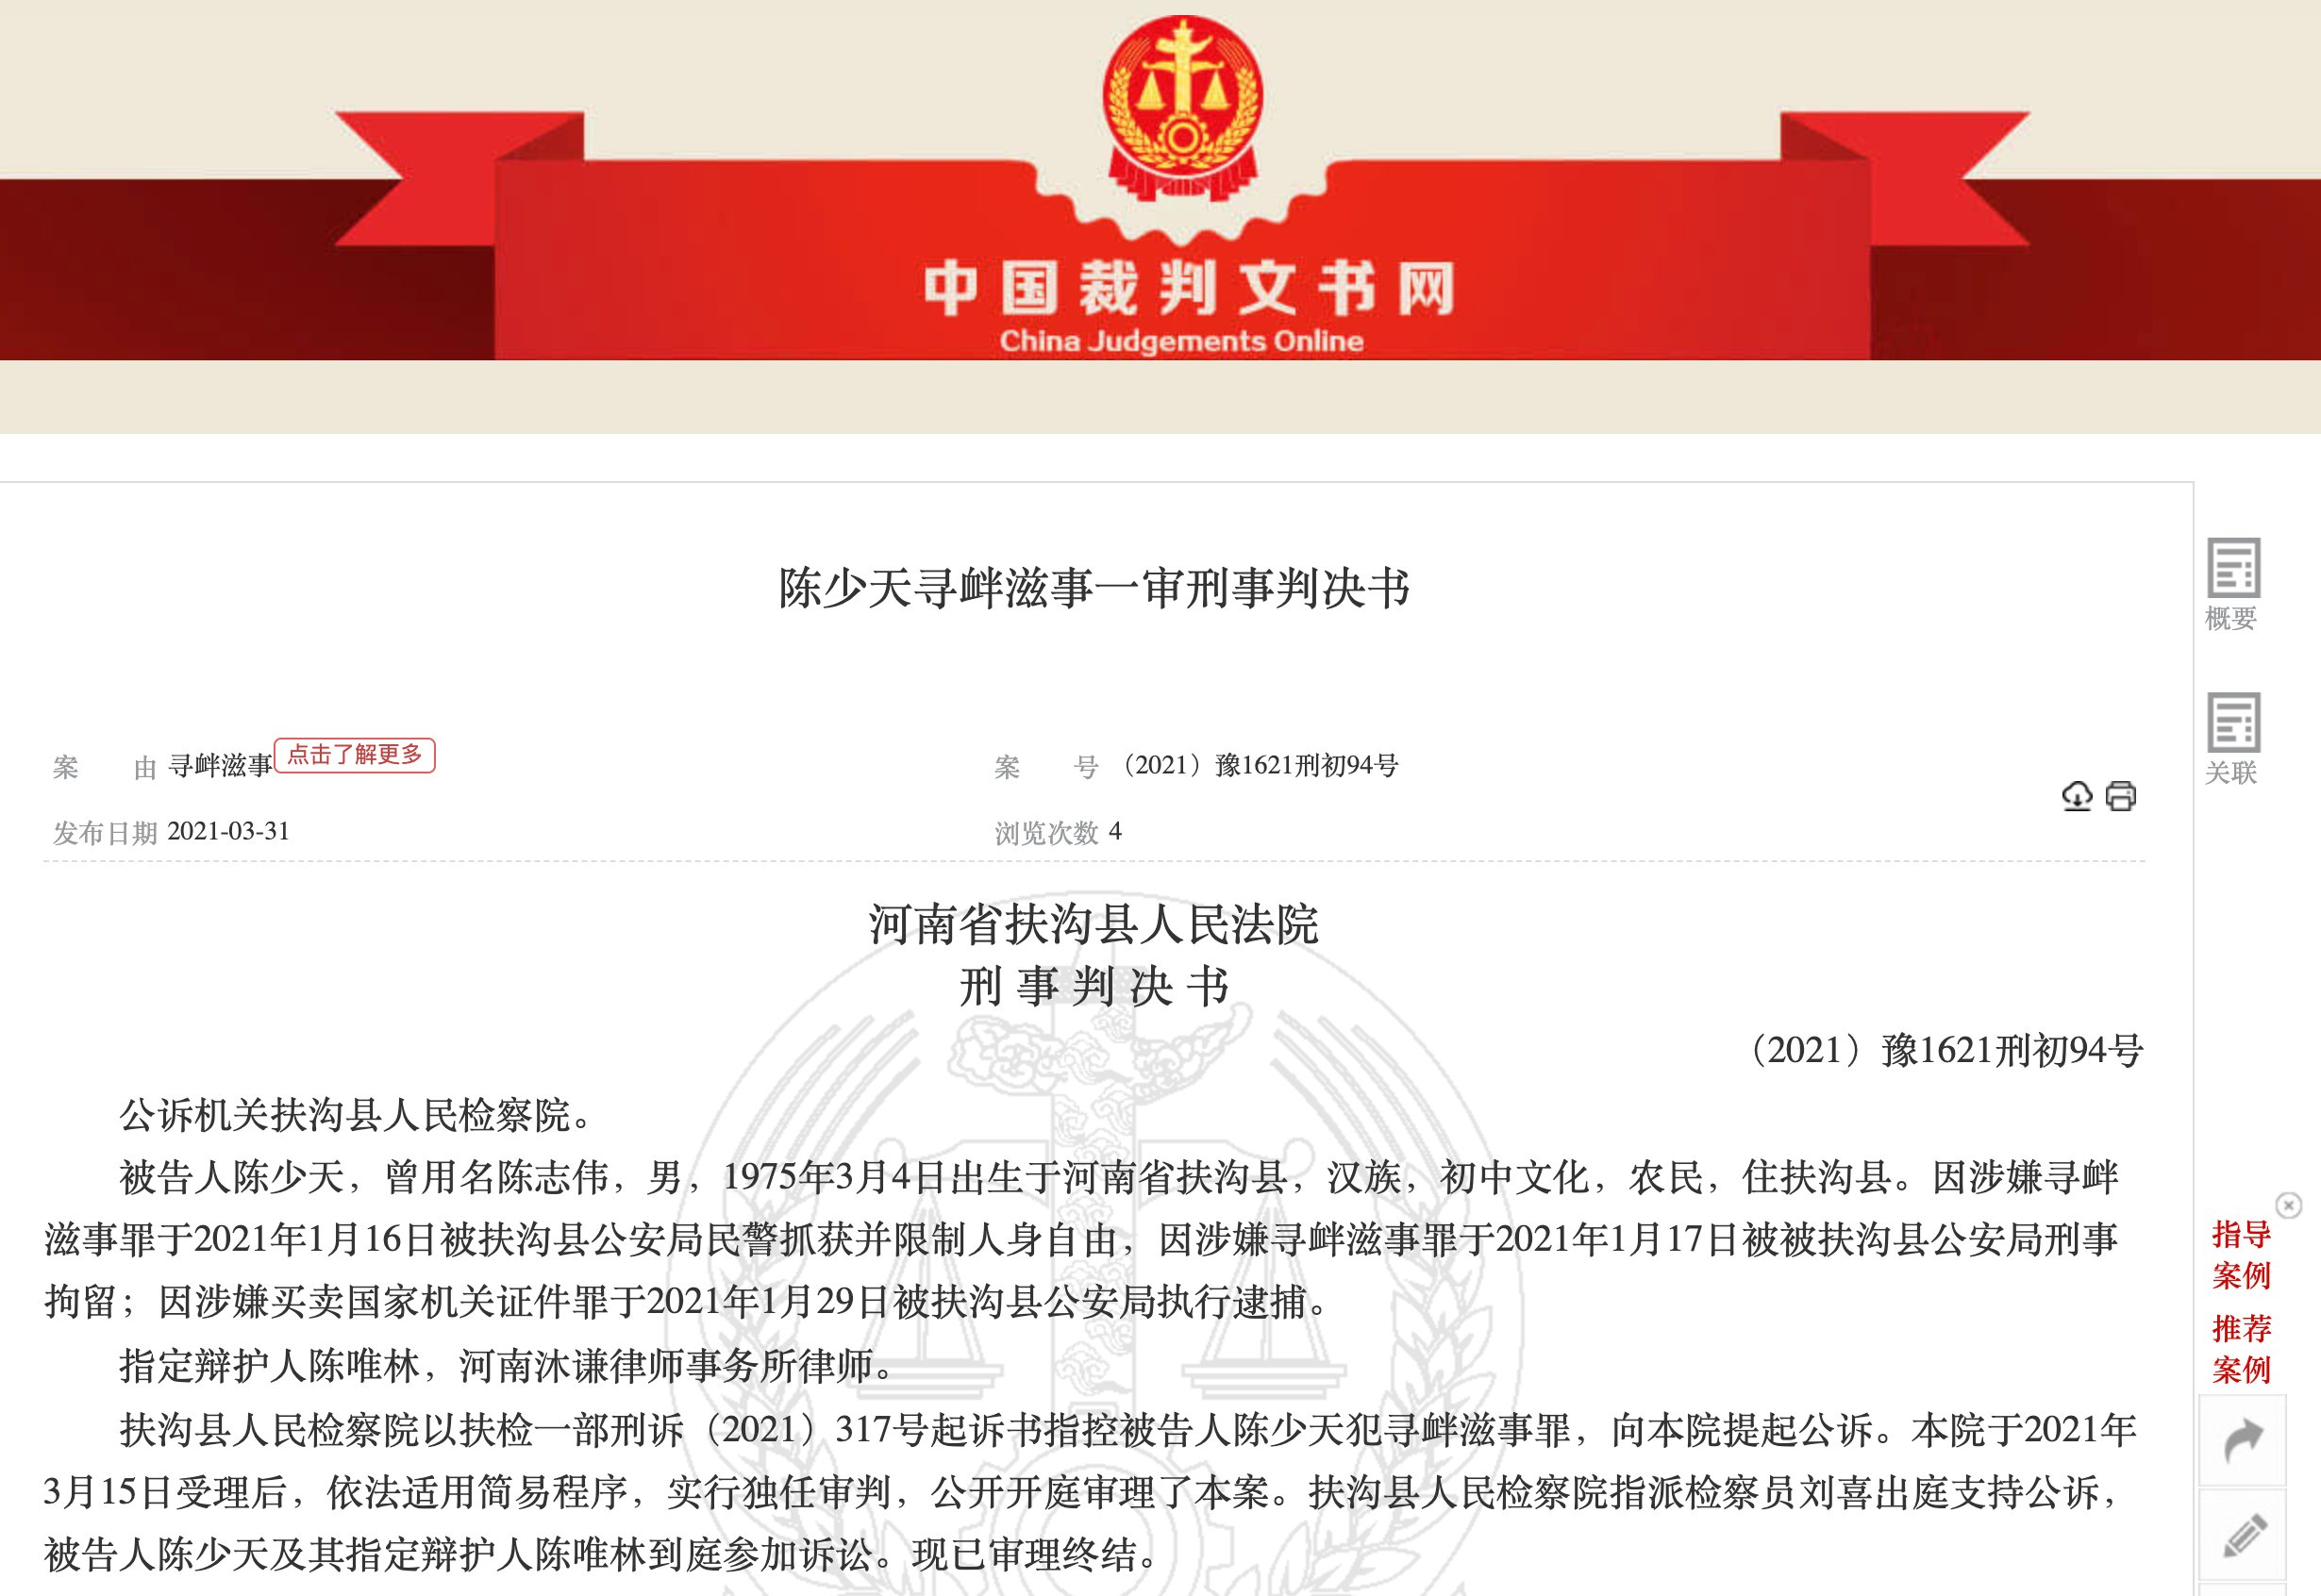 中国裁判文书网
China Judgements Online
陈少天寻衅滋事一审刑事判决书
概要
关联
案 由 寻衅滋事 点击了解更多 案 号 （2021）豫1621刑初94号
发布日期 2021-03-31 浏览次数 4
河南省扶沟县人民法院
刑 事 判 决 书
（2021）豫1621刑初94号
公诉机关扶沟县人民检察院。
被告人陈少天，曾用名陈志伟，男，1975年3月4日出生于河南省扶沟县，汉族，初中文化，农民，住扶沟县。因涉嫌寻衅
滋事罪于2021年1月16日被扶沟县公安局民警抓获并限制人身自由，因涉嫌寻衅滋事罪于2021年1月17日被被扶沟县公安局刑事
拘留；因涉嫌买卖国家机关证件罪于2021年1月29日被扶沟县公安局执行逮捕。
指定辩护人陈唯林，河南沐谦律师事务所律师。
扶沟县人民检察院以扶检一部刑诉（2021）317号起诉书指控被告人陈少天犯寻衅滋事罪，向本院提起公诉。本院于2021年
3月15日受理后，依法适用简易程序，实行独任审判，公开开庭审理了本案。扶沟县人民检察院指派检察员刘喜出庭支持公诉，
被告人陈少天及其指定辩护人陈唯林到庭参加诉讼。现已审理终结。
指导
案例
推荐
案例